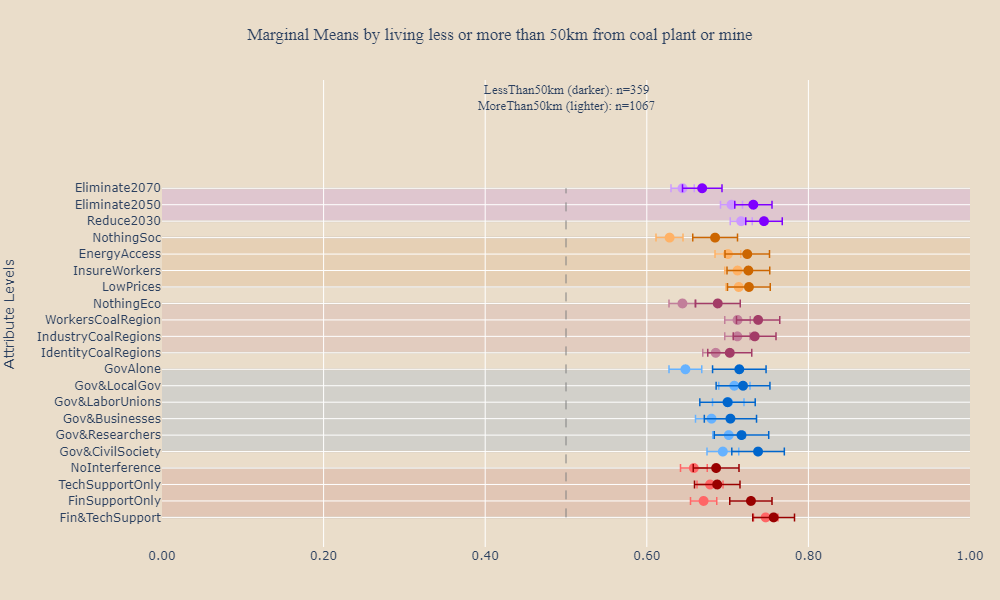 Marginal Means by living less or more than 50km from coal plant or mine
LessThan50km (darker): n=359
MoreThan50km (lighter): n=1067
Attribute Levels
Eliminate2070
Eliminate2050
Reduce2030
NothingSoc
EnergyAccess
InsureWorkers
LowPrices
NothingEco
WorkersCoalRegion
IndustryCoalRegions
IdentityCoalRegions
GovAlone
Gov&LocalGov
Gov&LaborUnions
Gov&Businesses
Gov&Researchers
Gov&CivilSociety
NoInterference
TechSupportOnly
FinSupportOnly
Fin&TechSupport
0.00 0.20 0.40 0.60 0.80 1.00